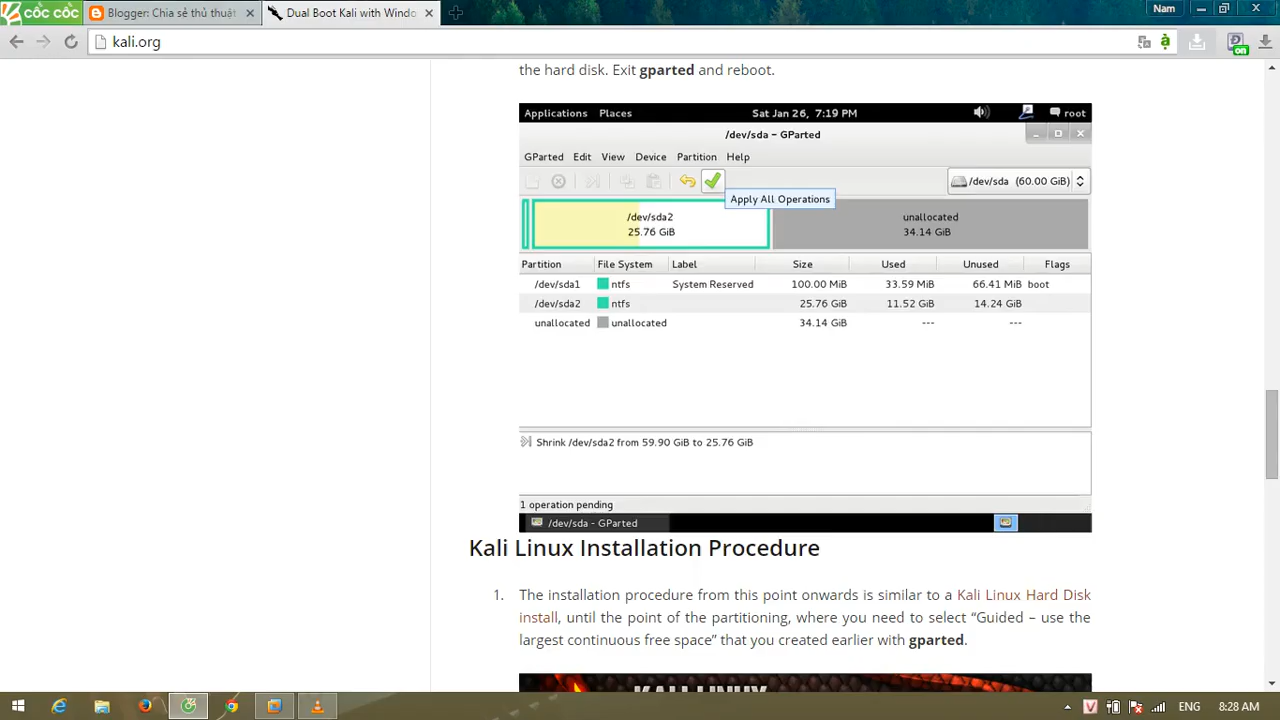 CỐC CỐC
Blogger: Chia sẻ thủ thuật
Dual Boot Kali with Windo
Nam
kali.org
the hard disk. Exit gparted and reboot.
Applications Places Sat Jan 26, 7:19 PM root
/dev/sda – GParted
GParted Edit View Device Partition Help
/dev/sda (60.00 GiB)
Apply All Operations
/dev/sda2
25.76 GiB
unallocated
34.14 GiB
Partition File System Label Size Used Unused Flags
/dev/sda1 ntfs System Reserved 100.00 MiB 33.59 MiB 66.41 MiB boot
/dev/sda2 ntfs 25.76 GiB 11.52 GiB 14.24 GiB
unallocated unallocated 34.14 GiB --- ---
Shrink /dev/sda2 from 59.90 GiB to 25.76 GiB
1 operation pending
/dev/sda - GParted
Kali Linux Installation Procedure
1. The installation procedure from this point onwards is similar to a Kali Linux Hard Disk
install, until the point of the partitioning, where you need to select “Guided – use the
largest continuous free space” that you created earlier with gparted.
KALI LINUX
ENG 8:28 AM